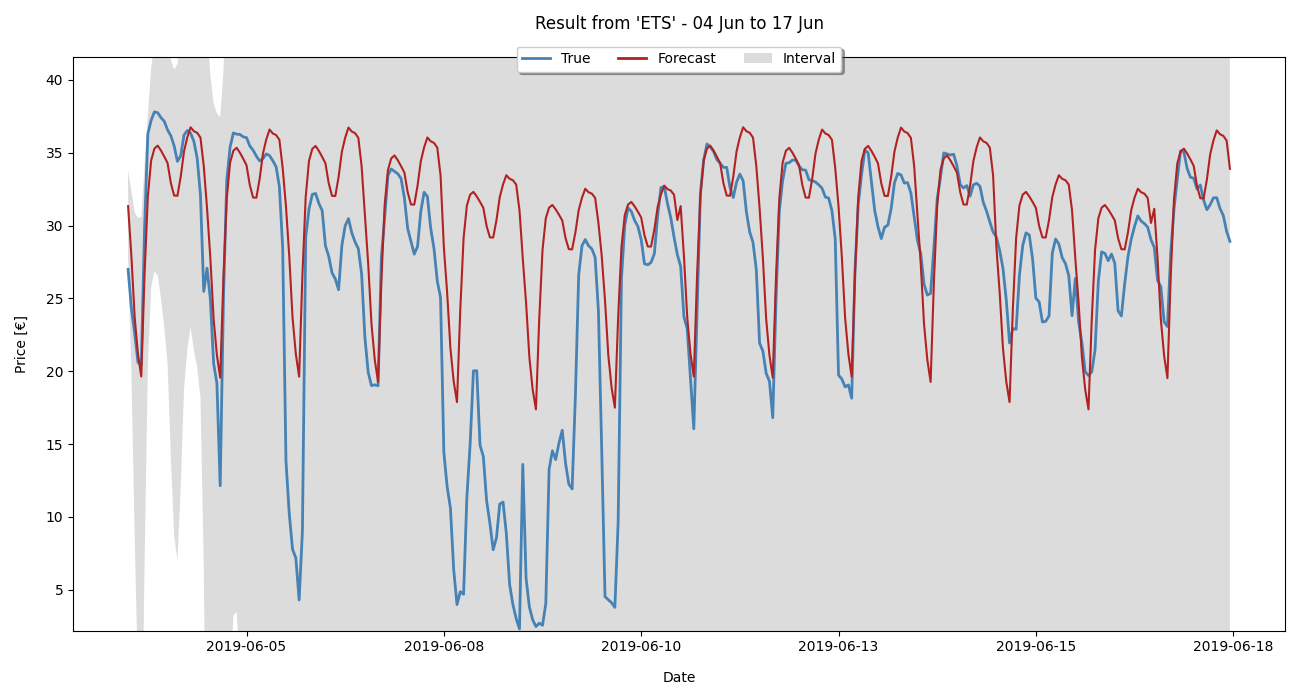 Result from 'ETS' - 04 Jun to 17 Jun
True Forecast Interval
40
35
30
25
20
15
10
5
Price [€]
2019-06-05 2019-06-08 2019-06-10 2019-06-13 2019-06-15 2019-06-18
Date